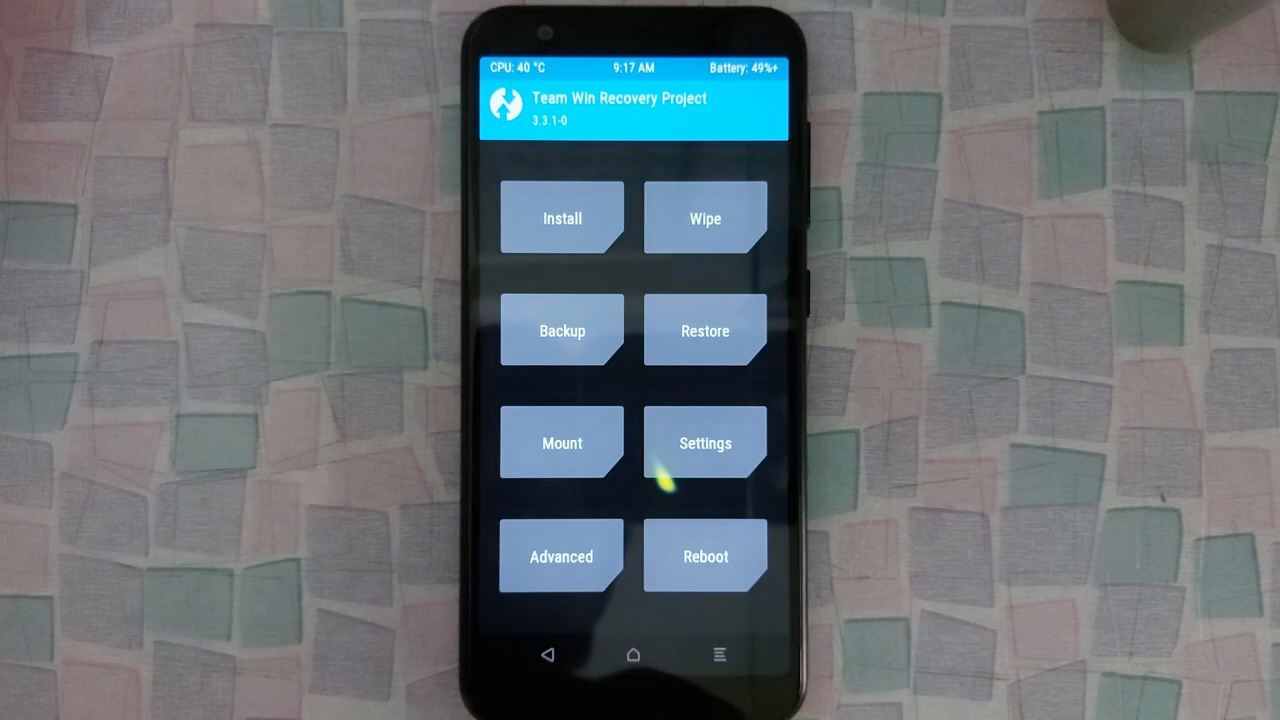 CPU: 40 °C 9:17 AM Battery: 49%+
Team Win Recovery Project
3.3.1-0
Install Wipe
Backup Restore
Mount Settings
Advanced Reboot